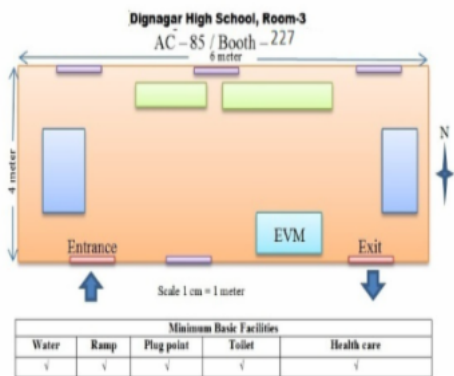 Dignagar High School, Room-3
AC - 85 / Booth - 227
6 meter
4 meter
N
EVM
Entrance
Exit
Scale 1 cm = 1 meter
Minimum Basic Facilities
Water Ramp Plug point Toilet Health care
√ √ √ √ √